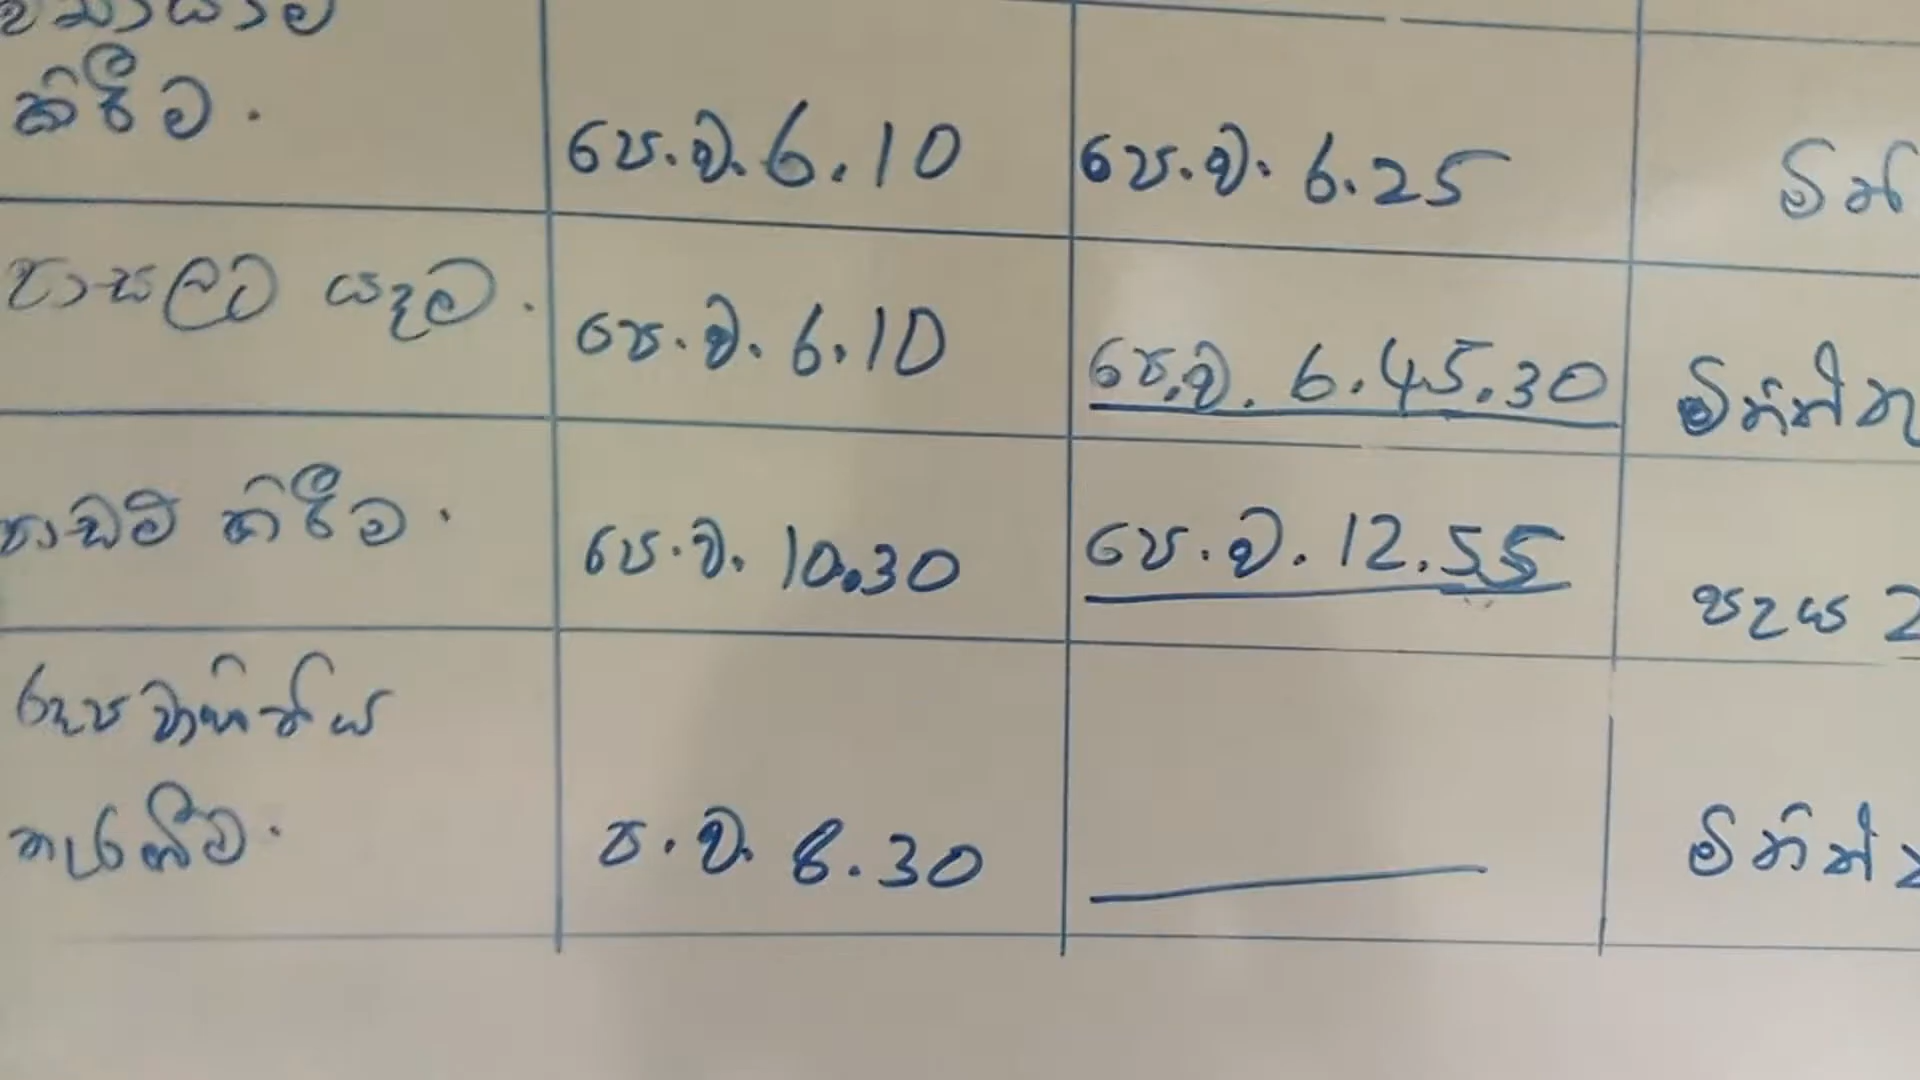 කිරීම.
පෙ.ව. 6.10
පෙ.ව. 6.25
පාසලට යෑම.
පෙ.ව. 6.10
පෙ.ව. 6.45.30
පාඩම් කිරීම.
පෙ.ව. 10.30
පෙ.ව. 12.55
පැය 2
රූපවාහිනිය
නැරඹීම.
ප.ව. 8.30